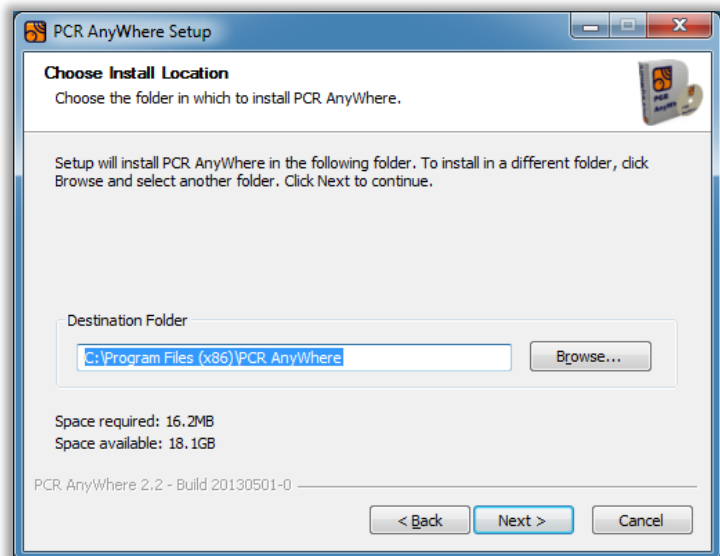 PCR AnyWhere Setup
Choose Install Location
Choose the folder in which to install PCR AnyWhere.
PCR
AnyWh
Setup will install PCR AnyWhere in the following folder. To install in a different folder, click
Browse and select another folder. Click Next to continue.
Destination Folder
C:\Program Files (x86)\PCR AnyWhere
Browse...
Space required: 16.2MB
Space available: 18.1GB
PCR AnyWhere 2.2 - Build 20130501-0
< Back
Next >
Cancel